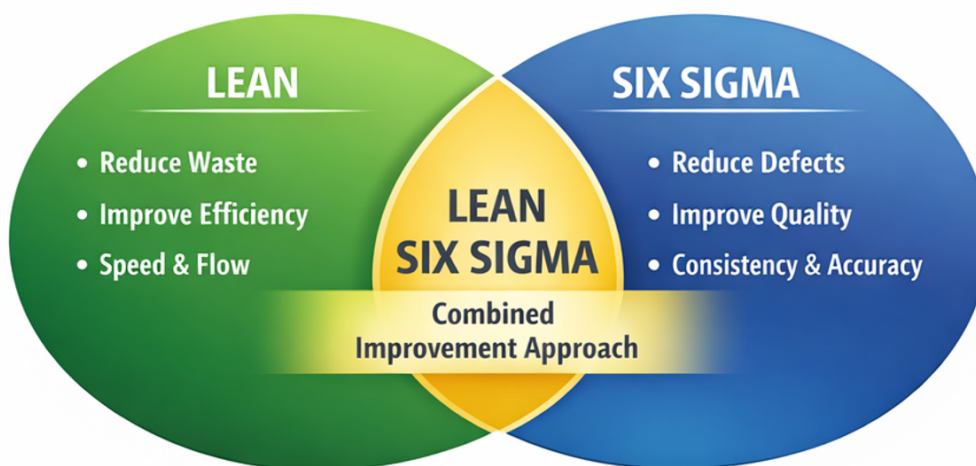 LEAN
• Reduce Waste
• Improve Efficiency
• Speed & Flow
LEAN
SIX SIGMA
Combined
Improvement Approach
SIX SIGMA
• Reduce Defects
• Improve Quality
• Consistency & Accuracy